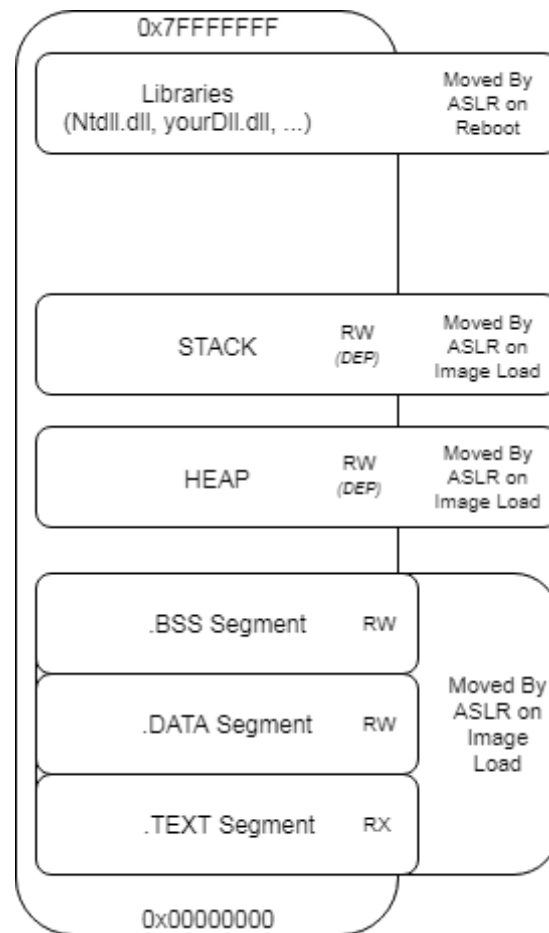 0x7FFFFFFF
Libraries
(Ntdll.dll, yourDll.dll, ...)
Moved By
ASLR on
Reboot
STACK
RW
(DEP)
Moved By
ASLR on
Image Load
HEAP
RW
(DEP)
Moved By
ASLR on
Image Load
.BSS Segment
RW
.DATA Segment
RW
.TEXT Segment
RX
Moved By
ASLR on
Image
Load
0x00000000